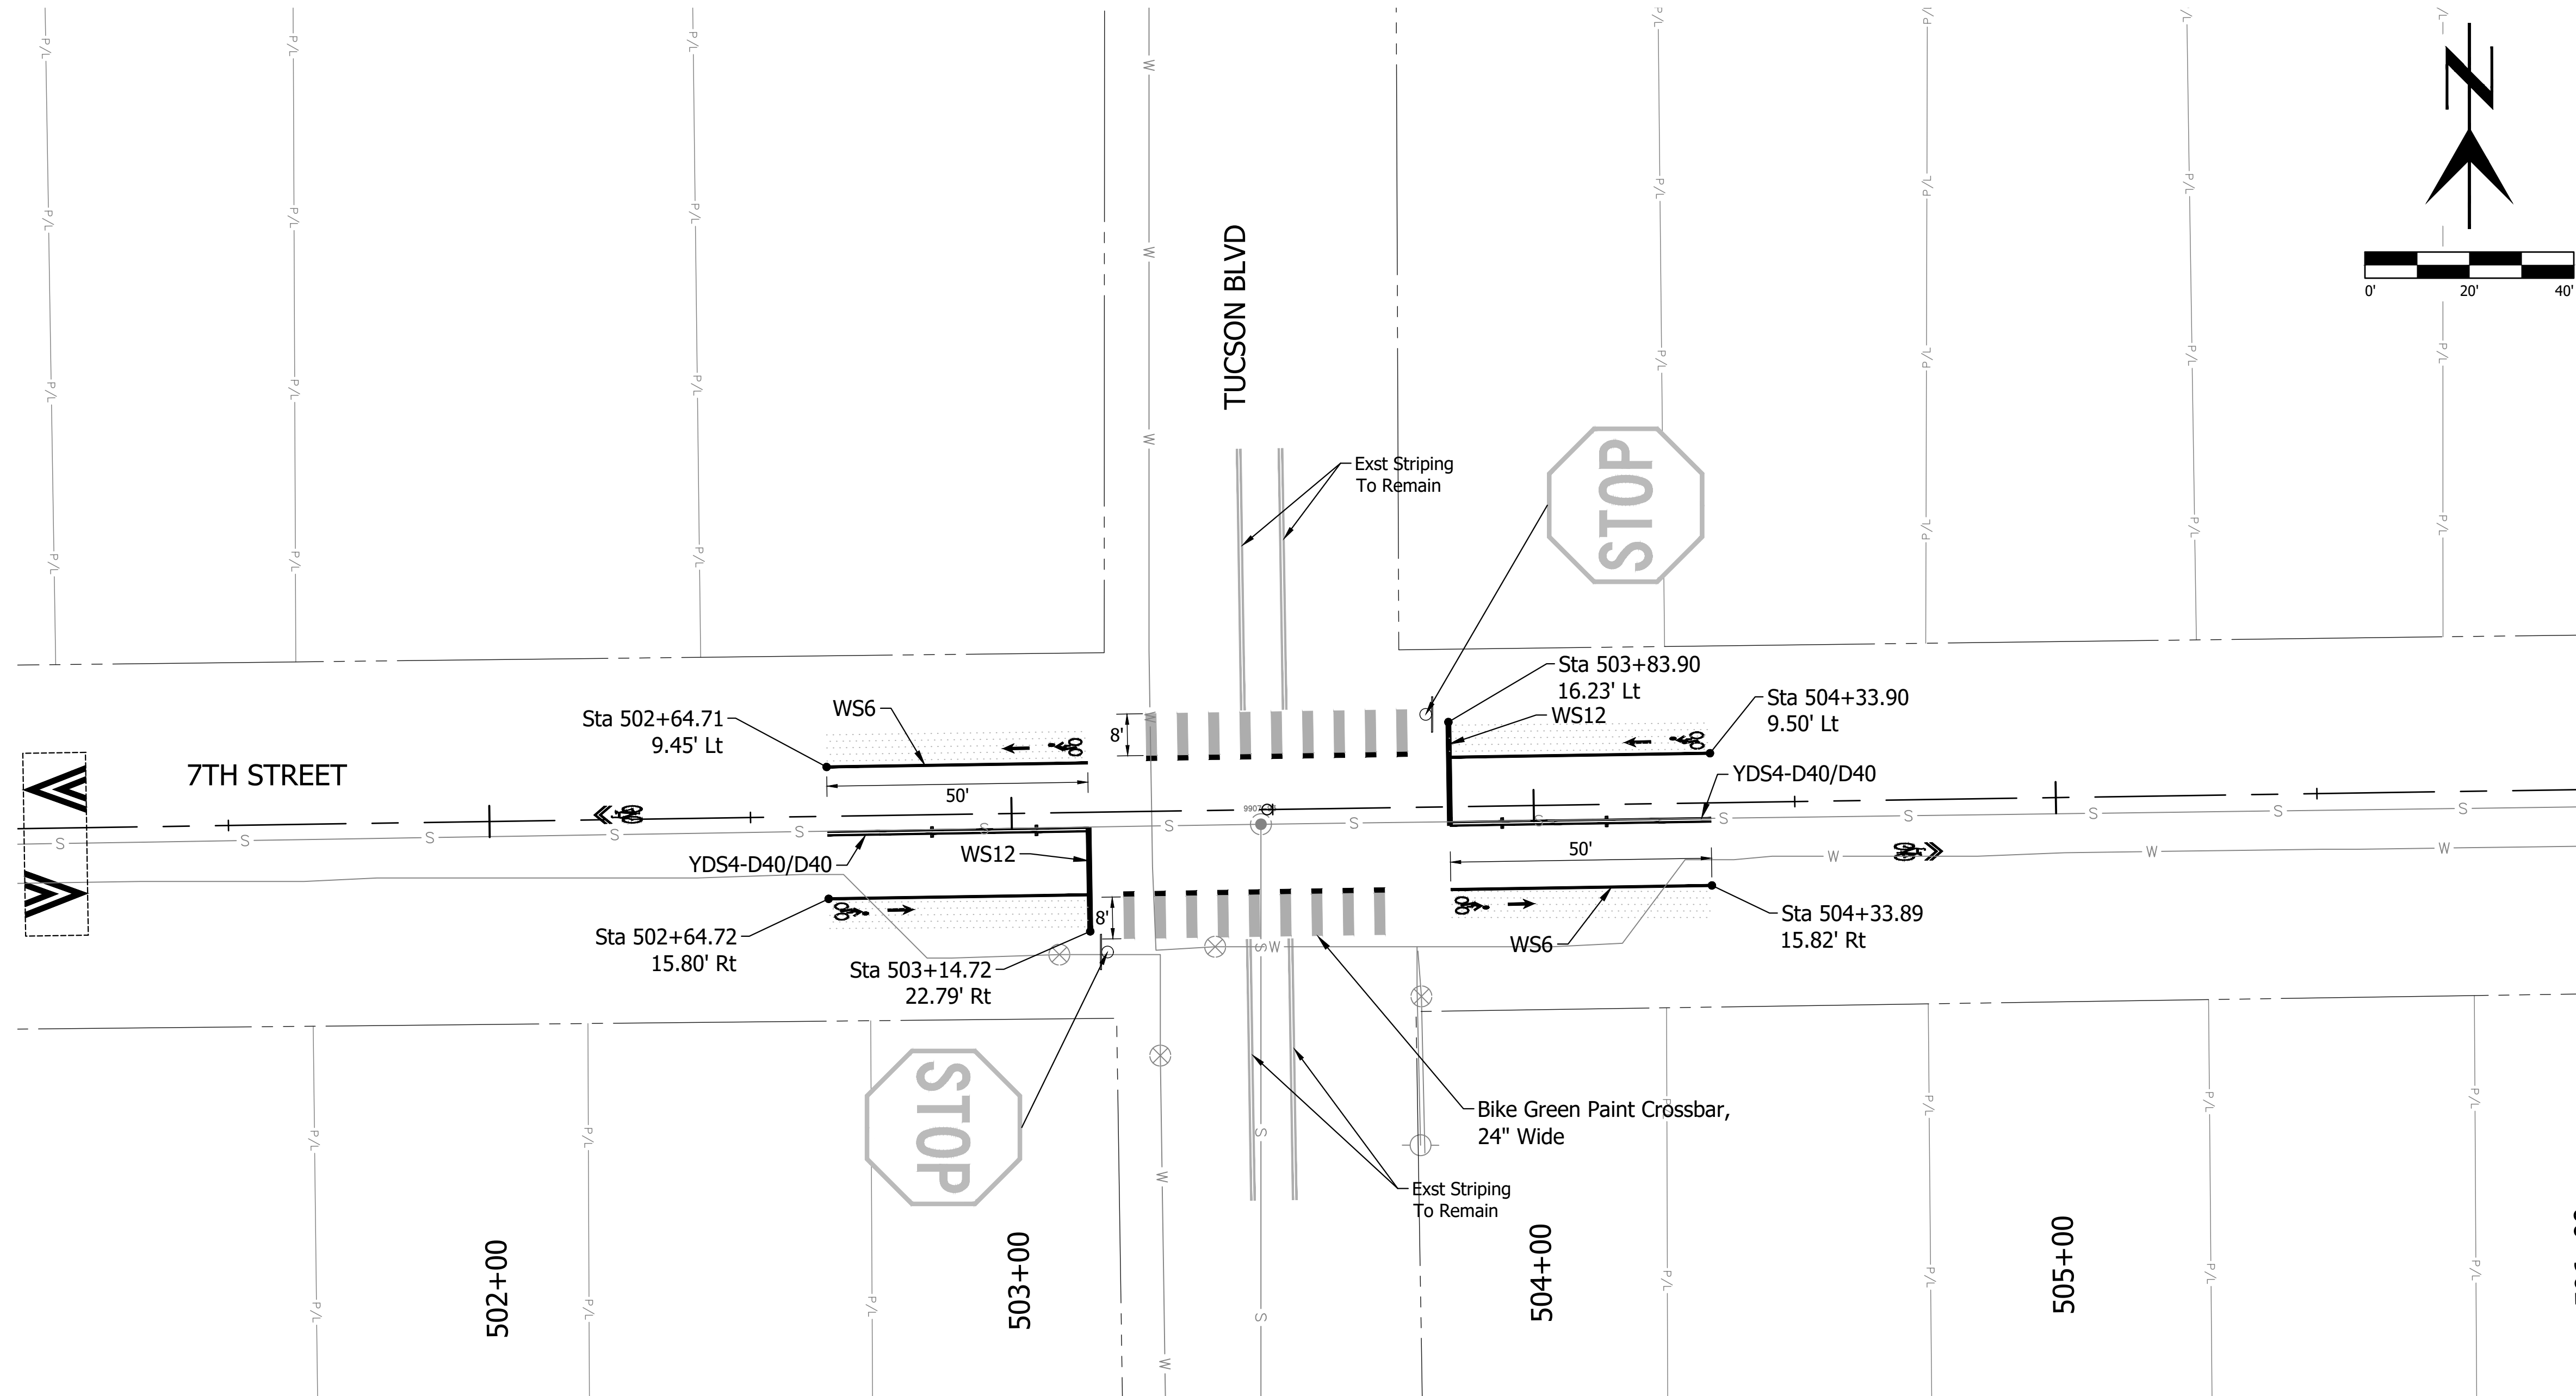 N
0' 20' 40'
TUCSON BLVD
Exst Striping
To Remain
STOP
Sta 503+83.90
16.23' Lt
WS12
Sta 504+33.90
9.50' Lt
YDS4-D40/D40
Sta 502+64.71
9.45' Lt
WS6
8'
50'
7TH STREET
YDS4-D40/D40
WS12
50'
8'
Sta 502+64.72
15.80' Rt
Sta 503+14.72
22.79' Rt
WS6
Sta 504+33.89
15.82' Rt
STOP
Bike Green Paint Crossbar,
24" Wide
Exst Striping
To Remain
502+00
503+00
504+00
505+00
P/L
W
S